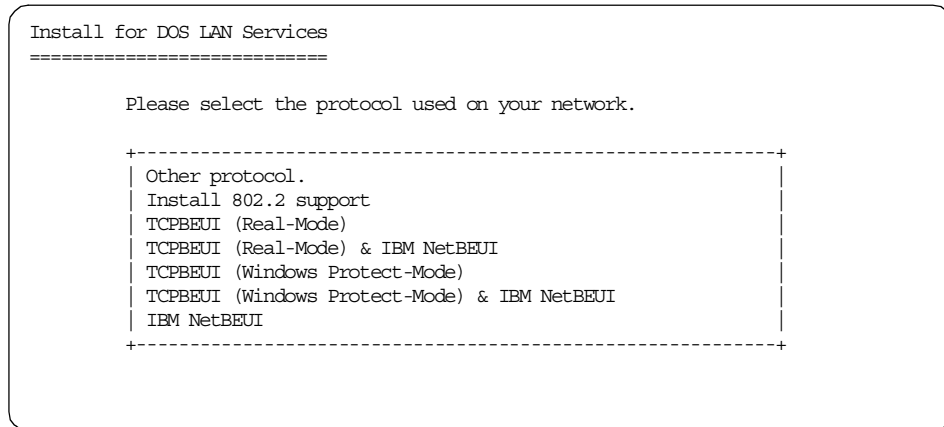 Install for DOS LAN Services
============================
Please select the protocol used on your network.
+------------------------------------------------------------+
| Other protocol. |
| Install 802.2 support |
| TCPBEUI (Real-Mode) |
| TCPBEUI (Real-Mode) & IBM NetBEUI |
| TCPBEUI (Windows Protect-Mode) |
| TCPBEUI (Windows Protect-Mode) & IBM NetBEUI |
| IBM NetBEUI |
+------------------------------------------------------------+